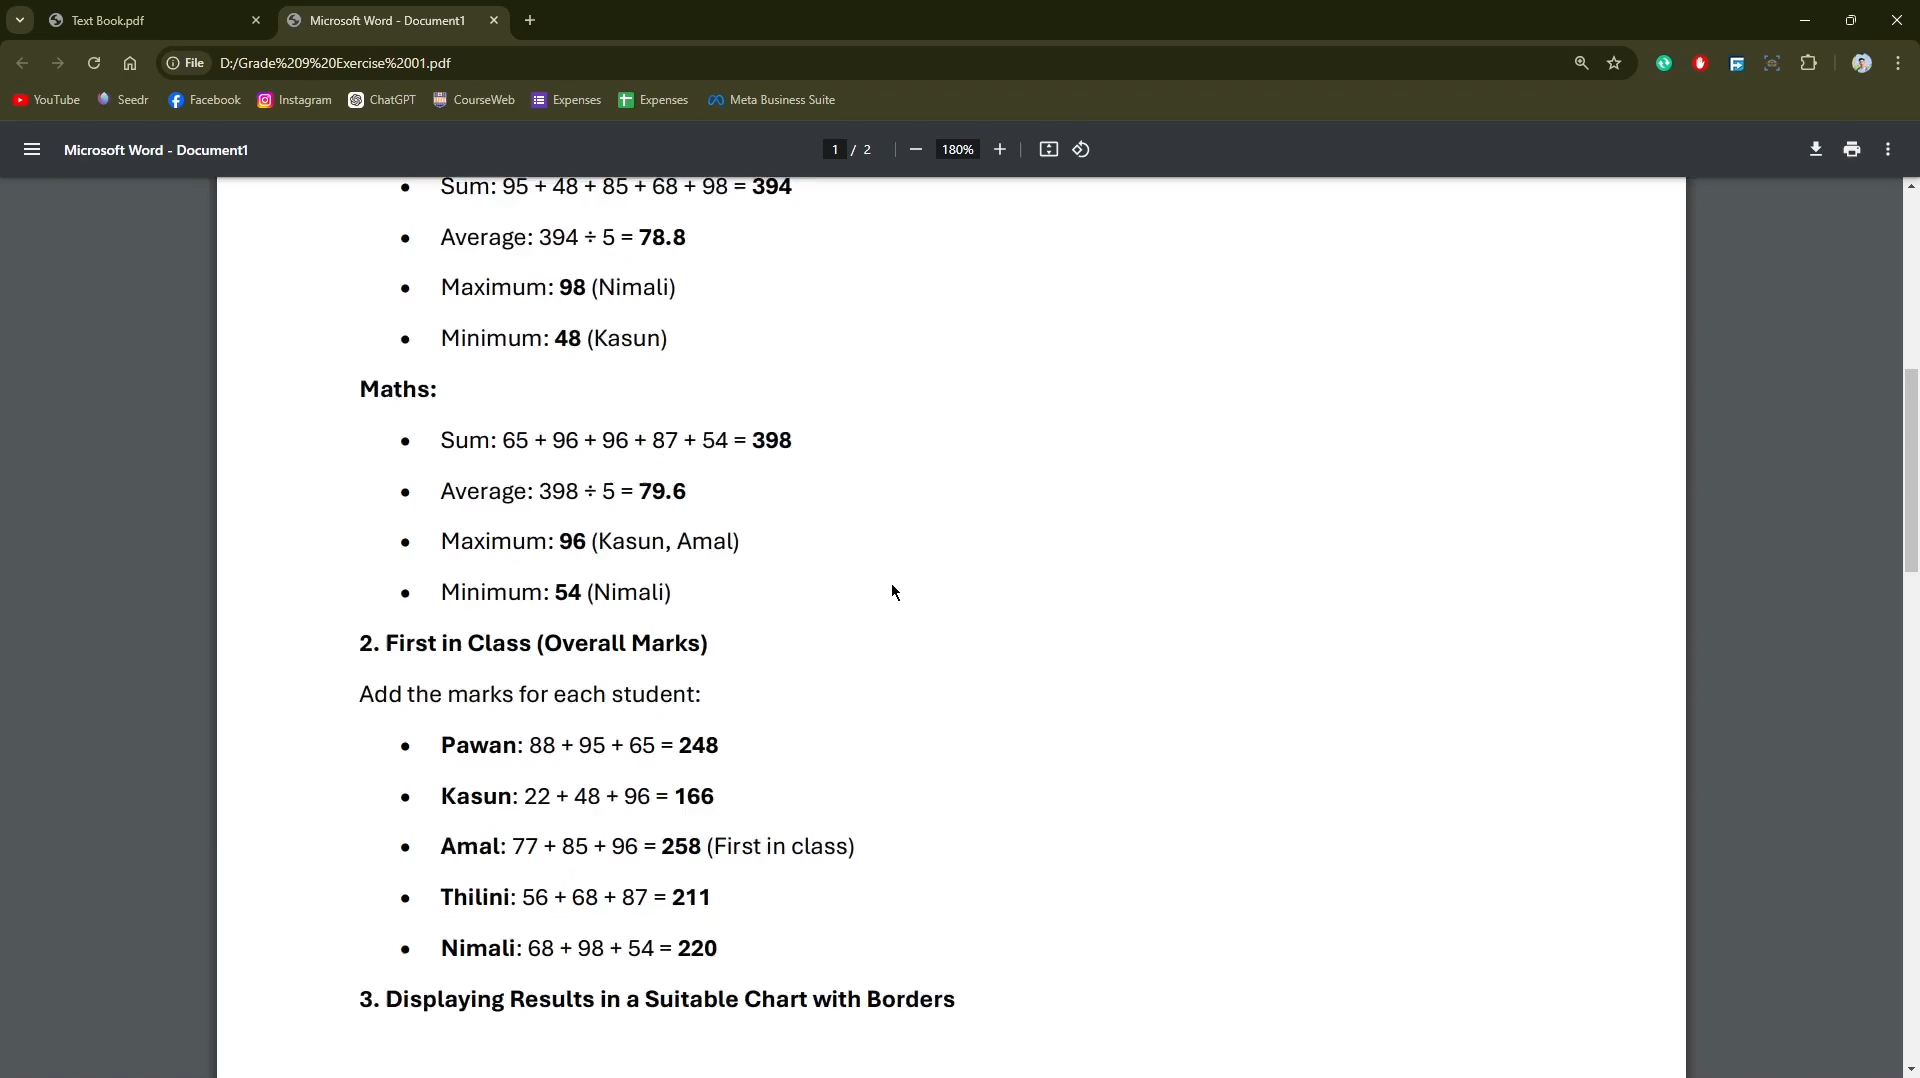 Text Book.pdf
Microsoft Word - Document1
File
D:/Grade%209%20Exercise%2001.pdf
YouTube
Seedr
Facebook
Instagram
ChatGPT
CourseWeb
Expenses
Expenses
Meta Business Suite
Microsoft Word - Document1
1 / 2
180%
• Sum: 95 + 48 + 85 + 68 + 98 = 394
• Average: 394 ÷ 5 = 78.8
• Maximum: 98 (Nimali)
• Minimum: 48 (Kasun)
Maths:
• Sum: 65 + 96 + 96 + 87 + 54 = 398
• Average: 398 ÷ 5 = 79.6
• Maximum: 96 (Kasun, Amal)
• Minimum: 54 (Nimali)
2. First in Class (Overall Marks)
Add the marks for each student:
• Pawan: 88 + 95 + 65 = 248
• Kasun: 22 + 48 + 96 = 166
• Amal: 77 + 85 + 96 = 258 (First in class)
• Thilini: 56 + 68 + 87 = 211
• Nimali: 68 + 98 + 54 = 220
3. Displaying Results in a Suitable Chart with Borders